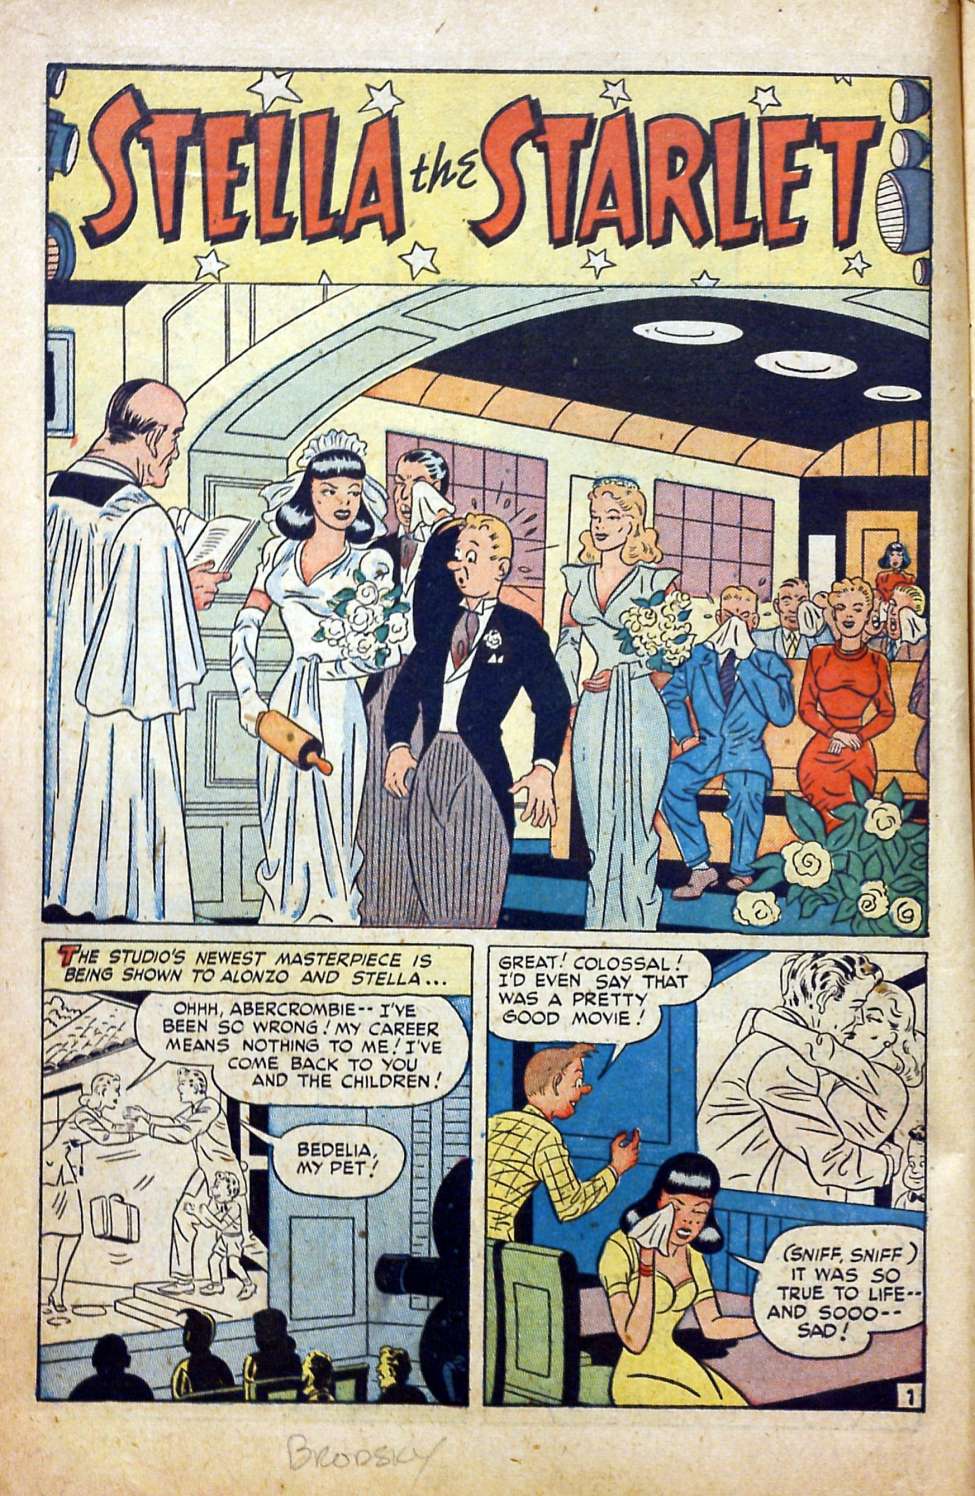 STELLA the STARLET
THE STUDIO'S NEWEST MASTERPIECE IS
BEING SHOWN TO ALONZO AND STELLA...
OHHH, ABERCROMBIE-- I'VE
BEEN SO WRONG! MY CAREER
MEANS NOTHING TO ME! I'VE
COME BACK TO YOU
AND THE CHILDREN!
BEDELIA,
MY PET!
GREAT! COLOSSAL!
I'D EVEN SAY THAT
WAS A PRETTY
GOOD MOVIE!
(SNIFF, SNIFF)
IT WAS SO
TRUE TO LIFE--
AND SOOO--
SAD!
1
BRODSKY